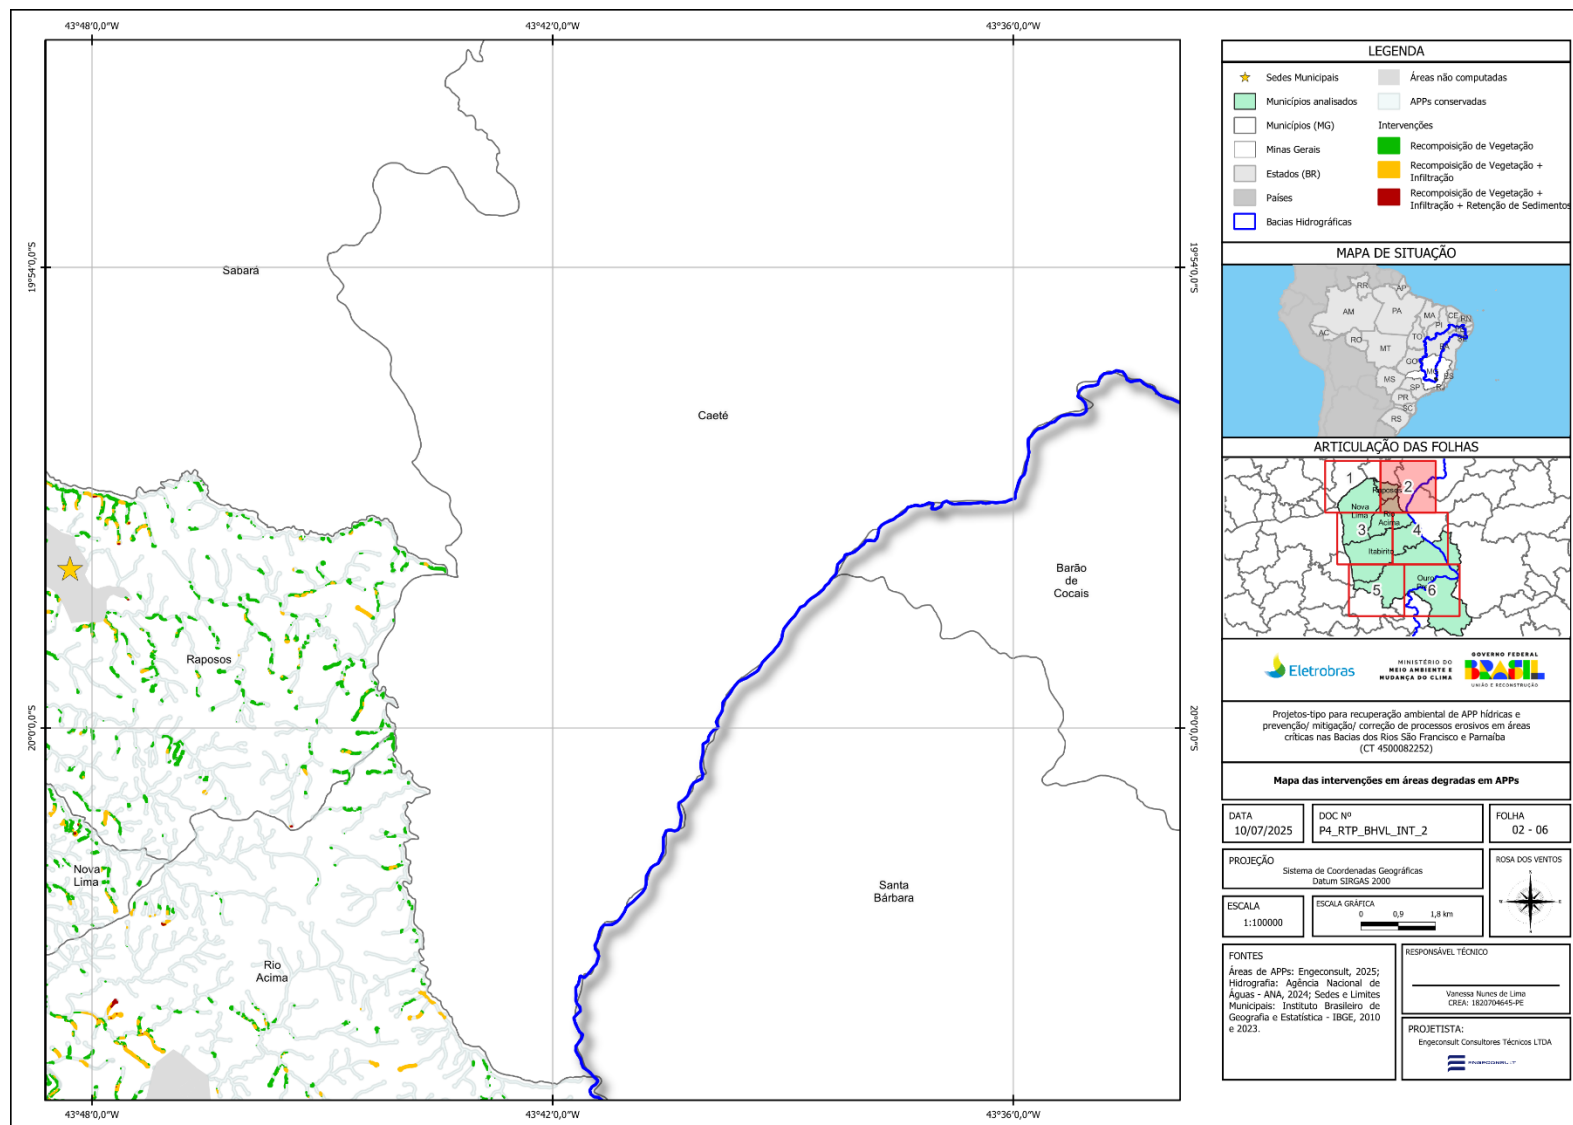 43°48'0,0"W
43°42'0,0"W
43°36'0,0"W
19°54'0,0"S
19°54'0,0"S
20°0'0,0"S
20°0'0,0"S
Sabará
Caeté
Barão
de
Cocais
Raposos
Nova
Lima
Santa
Bárbara
Rio
Acima
43°48'0,0"W
43°42'0,0"W
43°36'0,0"W
LEGENDA
Sedes Municipais
Municípios analisados
Municípios (MG)
Minas Gerais
Estados (BR)
Países
Bacias Hidrográficas
Áreas não computadas
APPs conservadas
Intervenções
Recompoisição de Vegetação
Recompoisição de Vegetação +
Infiltração
Recompoisição de Vegetação +
Infiltração + Retenção de Sedimentos
MAPA DE SITUAÇÃO
RR
AP
AM
PA
MA
CE
RN
PI
AC
TO
RO
BA
MT
GO
MG
ES
MS
SP
RJ
PR
SC
RS
ARTICULAÇÃO DAS FOLHAS
1
2
Raposos
Nova
Lima
Rio
Acima
3
4
Itabirito
Ouro
5
6
Eletrobras
MINISTÉRIO DO
MEIO AMBIENTE E
MUDANÇA DO CLIMA
GOVERNO FEDERAL
BRASIL
UNIÃO E RECONSTRUÇÃO
Projetos-tipo para recuperação ambiental de APP hídricas e
prevenção/ mitigação/ correção de processos erosivos em áreas
críticas nas Bacias dos Rios São Francisco e Parnaíba
(CT 4500082252)
Mapa das intervenções em áreas degradas em APPs
DATA
10/07/2025
DOC Nº
P4_RTP_BHVL_INT_2
FOLHA
02 - 06
PROJEÇÃO
Sistema de Coordenadas Geográficas
Datum SIRGAS 2000
ROSA DOS VENTOS
N
W
E
S
ESCALA
1:100000
ESCALA GRÁFICA
0 0,9 1,8 km
FONTES
Áreas de APPs: Engeconsult, 2025;
Hidrografia: Agência Nacional de
Águas - ANA, 2024; Sedes e Limites
Municipais: Instituto Brasileiro de
Geografia e Estatística - IBGE, 2010
e 2023.
RESPONSÁVEL TÉCNICO
Vanessa Nunes de Lima
CREA: 1820704645-PE
PROJETISTA:
Engeconsult Consultores Técnicos LTDA
ENGECONSULT